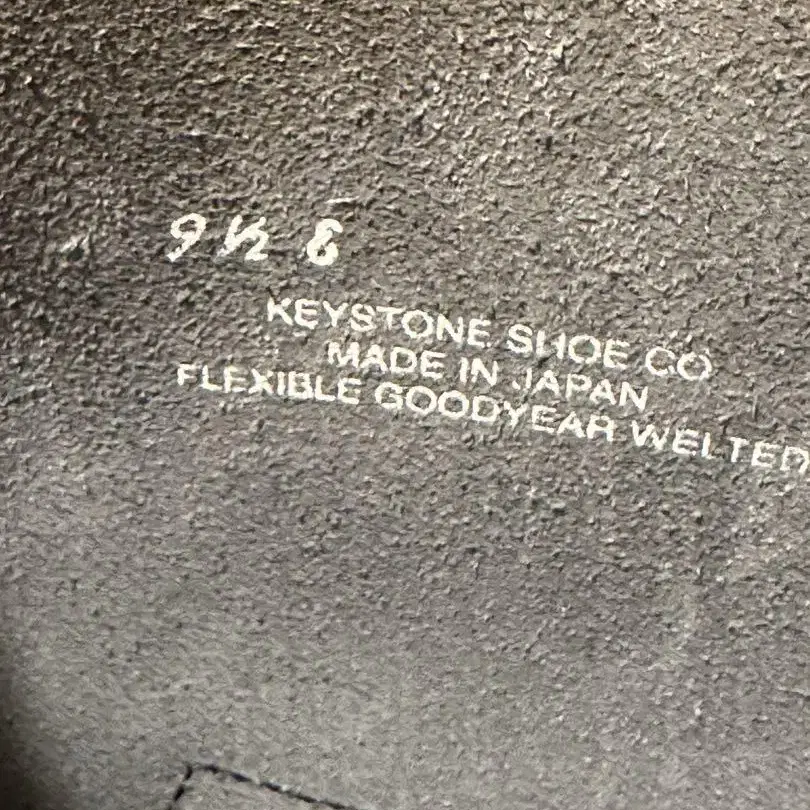 9½ E
KEYSTONE SHOE CO
MADE IN JAPAN
FLEXIBLE GOODYEAR WELTED